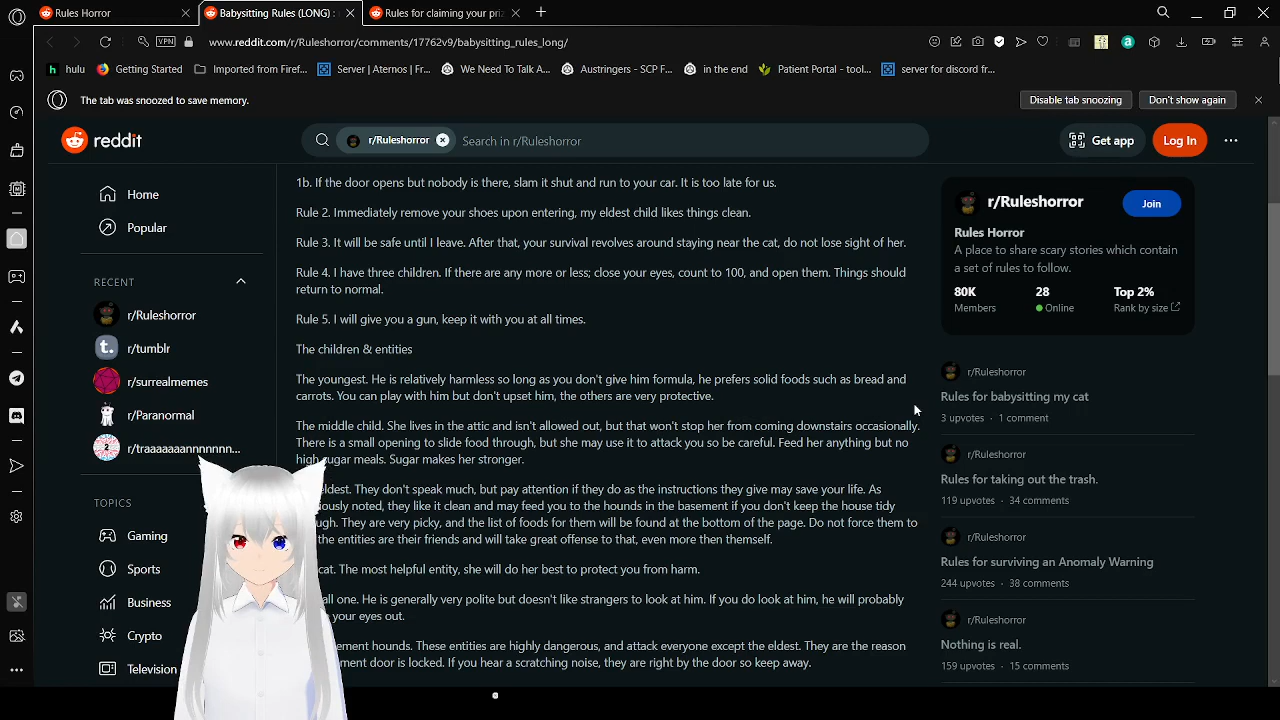 Rules Horror
Babysitting Rules (LONG) :
Rules for claiming your priz
VPN
www.reddit.com/r/Ruleshorror/comments/17762v9/babysitting_rules_long/
hulu
Getting Started
Imported from Firef...
Server | Aternos | Fr...
We Need To Talk A...
Austringers - SCP F...
in the end
Patient Portal - tool...
server for discord fr...
The tab was snoozed to save memory.
Disable tab snoozing
Don't show again
reddit
r/Ruleshorror
Search in r/Ruleshorror
Get app
Log In
Home
Popular
RECENT
r/Ruleshorror
r/tumblr
r/surrealmemes
r/Paranormal
r/traaaaaaannnnnnn...
TOPICS
Gaming
Sports
Business
Crypto
Television
1b. If the door opens but nobody is there, slam it shut and run to your car. It is too late for us.
Rule 2. Immediately remove your shoes upon entering, my eldest child likes things clean.
Rule 3. It will be safe until I leave. After that, your survival revolves around staying near the cat, do not lose sight of her.
Rule 4. I have three children. If there are any more or less; close your eyes, count to 100, and open them. Things should
return to normal.
Rule 5. I will give you a gun, keep it with you at all times.
The children & entities
The youngest. He is relatively harmless so long as you don't give him formula, he prefers solid foods such as bread and
carrots. You can play with him but don't upset him, the others are very protective.
The middle child. She lives in the attic and isn't allowed out, but that won't stop her from coming downstairs occasionally.
There is a small opening to slide food through, but she may use it to attack you so be careful. Feed her anything but no
high sugar meals. Sugar makes her stronger.
eldest. They don't speak much, but pay attention if they do as the instructions they give may save your life. As
iously noted, they like it clean and may feed you to the hounds in the basement if you don't keep the house tidy
ugh. They are very picky, and the list of foods for them will be found at the bottom of the page. Do not force them to
the entities are their friends and will take great offense to that, even more then themself.
cat. The most helpful entity, she will do her best to protect you from harm.
all one. He is generally very polite but doesn't like strangers to look at him. If you do look at him, he will probably
your eyes out.
ement hounds. These entities are highly dangerous, and attack everyone except the eldest. They are the reason
ment door is locked. If you hear a scratching noise, they are right by the door so keep away.
r/Ruleshorror
Join
Rules Horror
A place to share scary stories which contain
a set of rules to follow.
80K
28
Top 2%
Members
Online
Rank by size
r/Ruleshorror
Rules for babysitting my cat
3 upvotes · 1 comment
r/Ruleshorror
Rules for taking out the trash.
119 upvotes · 34 comments
r/Ruleshorror
Rules for surviving an Anomaly Warning
244 upvotes · 38 comments
r/Ruleshorror
Nothing is real.
159 upvotes · 15 comments